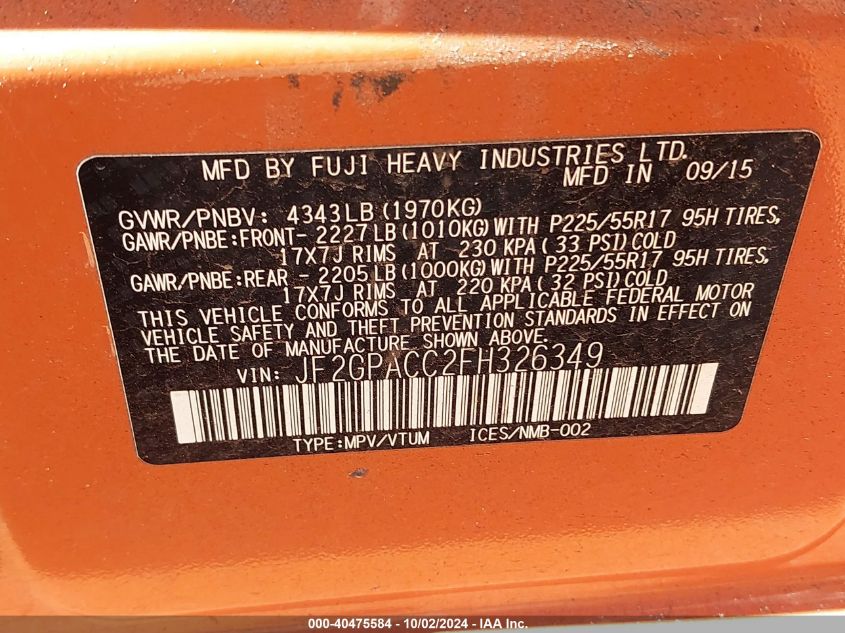 MFD BY FUJI HEAVY INDUSTRIES LTD.
MFD IN 09/15
GVWR/PNBV: 4343LB (1970KG)
GAWR/PNBE:FRONT- 2227LB (1010KG) WITH P225/55R17 95H TIRES,
17X7J RIMS AT 230 KPA ( 33 PSI) COLD
GAWR/PNBE:REAR - 2205LB (1000KG) WITH P225/55R17 95H TIRES,
17X7J RIMS AT 220 KPA ( 32 PSI) COLD
THIS VEHICLE CONFORMS TO ALL APPLICABLE FEDERAL MOTOR
VEHICLE SAFETY AND THEFT PREVENTION STANDARDS IN EFFECT ON
THE DATE OF MANUFACTURE SHOWN ABOVE.
VIN: JF2GPACC2FH326349
TYPE:MPV/VTUM ICES/NMB-002
000-40475584 - 10/02/2024 - IAA Inc.